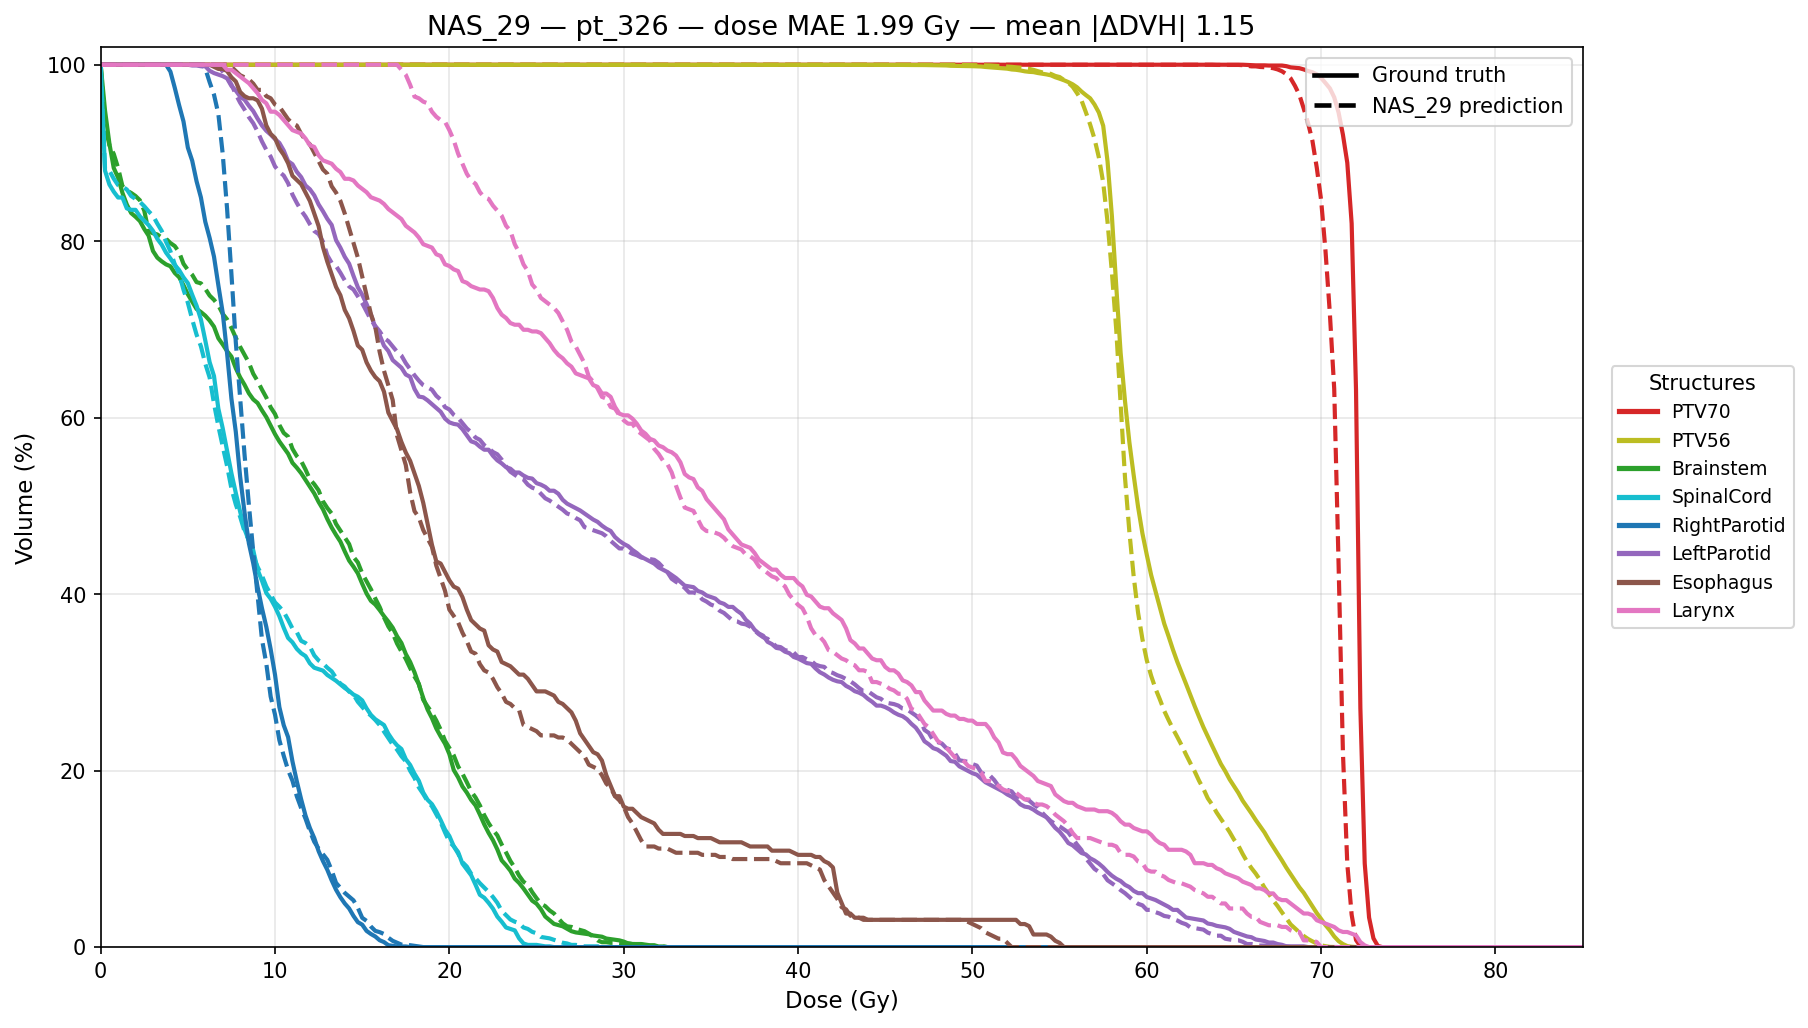 NAS_29 — pt_326 — dose MAE 1.99 Gy — mean |ΔDVH| 1.15
Ground truth
NAS_29 prediction
Volume (%)
100
80
60
40
20
0
0 10 20 30 40 50 60 70 80
Dose (Gy)
Structures
PTV70
PTV56
Brainstem
SpinalCord
RightParotid
LeftParotid
Esophagus
Larynx